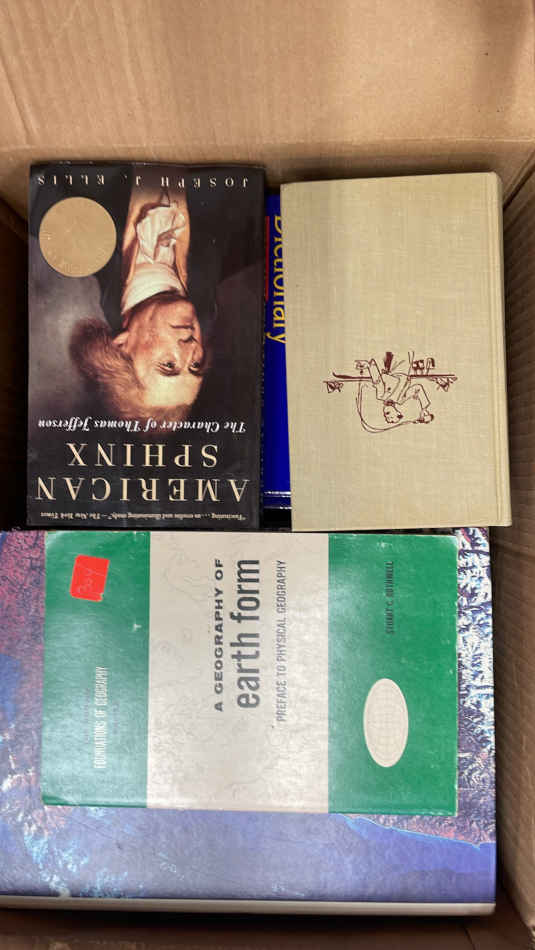 "Fascinating . . . an erudite and illuminating study." —The New York Times
AMERICAN
SPHINX
The Character of Thomas Jefferson
JOSEPH J. ELLIS
Dictionary
304
FOUNDATIONS OF GEOGRAPHY
A GEOGRAPHY OF
earth form
PREFACE TO PHYSICAL GEOGRAPHY
STUART C. ROTHWELL